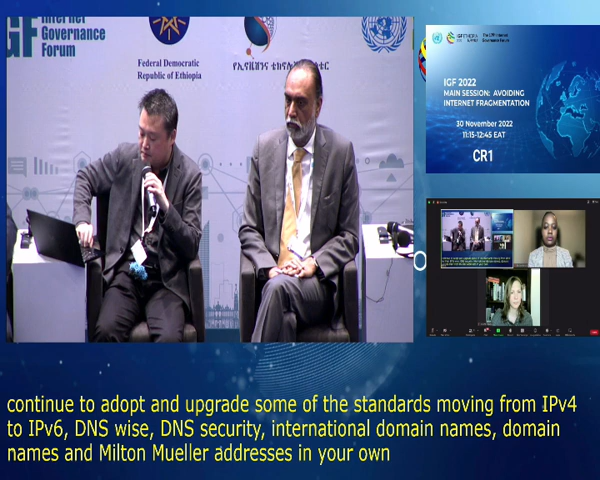 GF Internet
Governance
Forum
Federal Democratic
Republic of Ethiopia
IGF 2022
MAIN SESSION: AVOIDING
INTERNET FRAGMENTATION
30 November 2022
11:15-12:45 EAT
CR1
continue to adopt and upgrade some of the standards moving from IPv4
to IPv6, DNS wise, DNS security, international domain names, domain
names and Milton Mueller addresses in your own